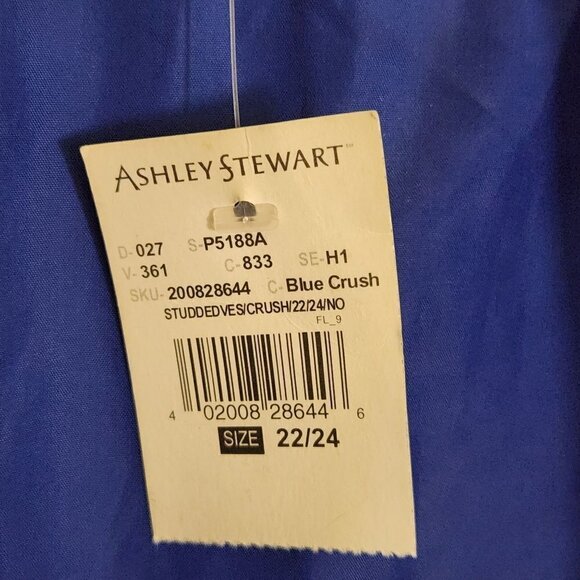 ASHLEY STEWART™
D-027 S-P5188A
V-361 C-833 SE-H1
SKU-200828644 C-Blue Crush
STUDDEDVES/CRUSH/22/24/NO
FL_9
4 02008 28644 6
SIZE 22/24